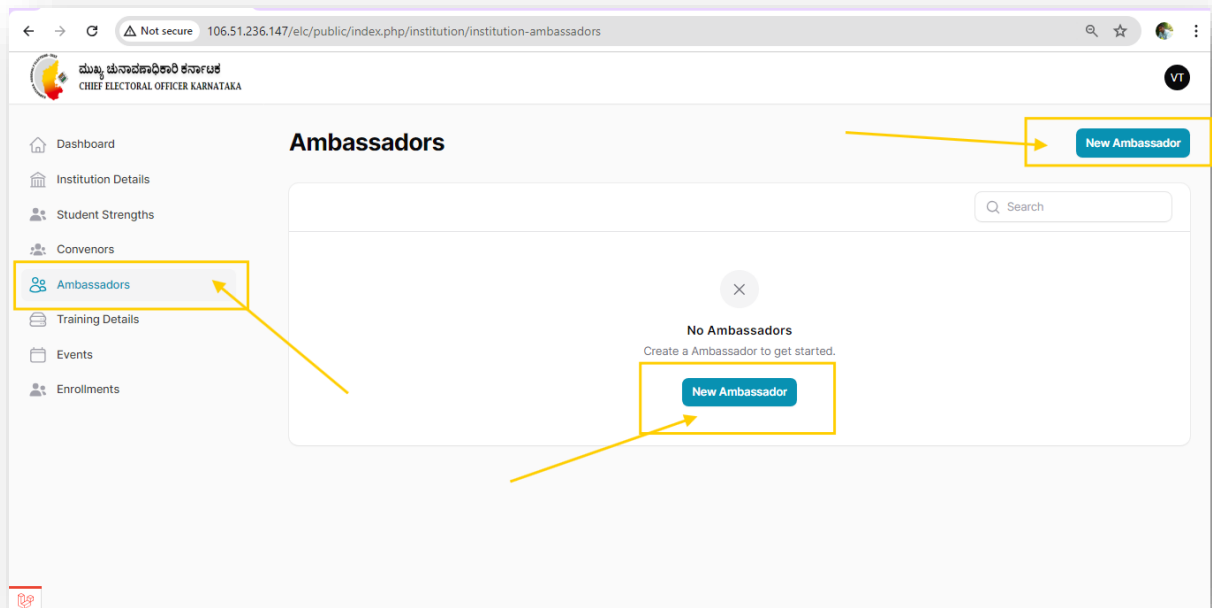 Not secure
106.51.236.147/elc/public/index.php/institution/institution-ambassadors
ಮುಖ್ಯ ಚುನಾವಣಾಧಿಕಾರಿ ಕರ್ನಾಟಕ
CHIEF ELECTORAL OFFICER KARNATAKA
VT
Dashboard
Institution Details
Student Strengths
Convenors
Ambassadors
Training Details
Events
Enrollments
Ambassadors
New Ambassador
Search
No Ambassadors
Create a Ambassador to get started.
New Ambassador